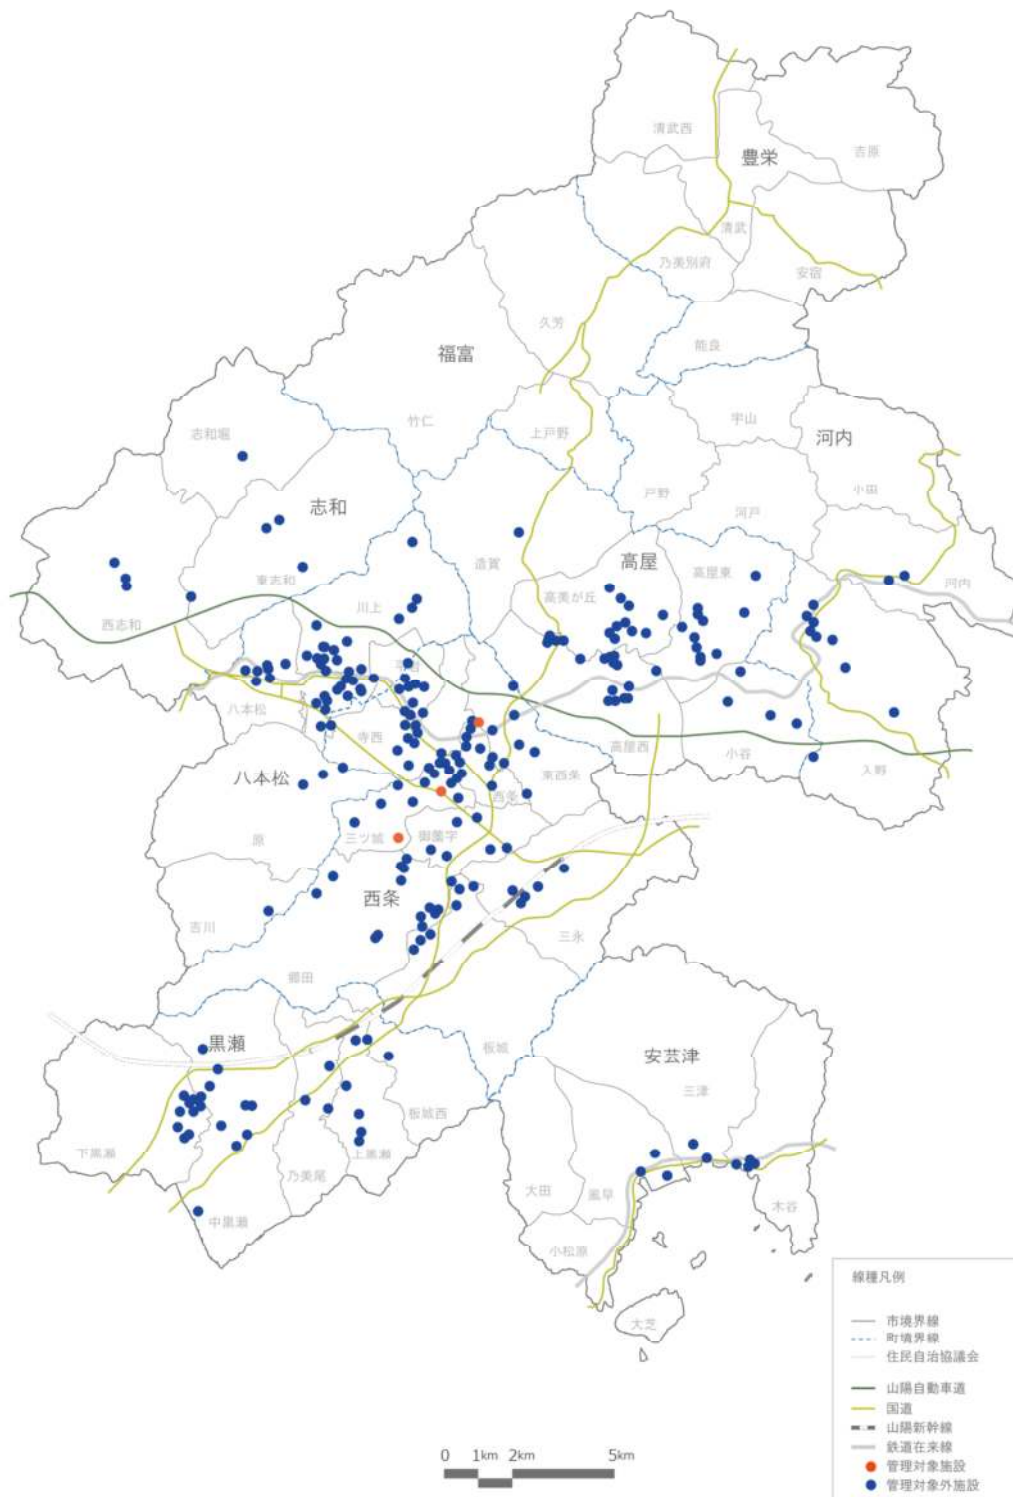 清武西
豊栄
吉原
清武
乃美別府
安宿
久芳
能良
福富
竹仁
上戸野
宇山
河内
志和堀
戸野
小田
志和
河戸
造賀
高屋
高屋東
東志和
高美が丘
河内
川上
西志和
平岩
八本松
寺西
高屋西
小谷
入野
八本松
東西条
西条
原
三ツ城
御薗宇
西条
吉川
三永
郷田
板城
黒瀬
安芸津
三津
板城西
下黒瀬
上黒瀬
乃美尾
大田
風早
木谷
中黒瀬
小松原
大芝
線種凡例
市境界線
町境界線
住民自治協議会
山陽自動車道
国道
山陽新幹線
鉄道在来線
管理対象施設
管理対象外施設
0 1km 2km 5km